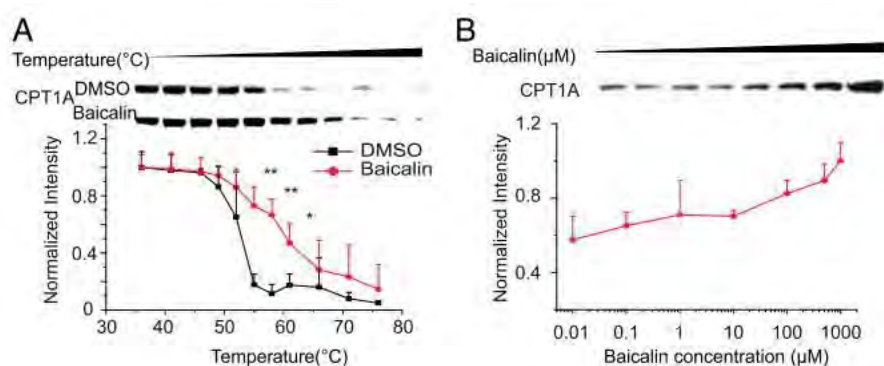 A
Temperature(°C)
CPT1A
DMSO
Baicalin
1.2
0.8
0.4
0
Normalized Intensity
DMSO
Baicalin
*
**
**
*
30 40 50 60 70 80
Temperature(°C)
B
Baicalin(µM)
CPT1A
1.2
0.8
0.4
Normalized Intensity
0.01 0.1 1 10 100 1000
Baicalin concentration (µM)